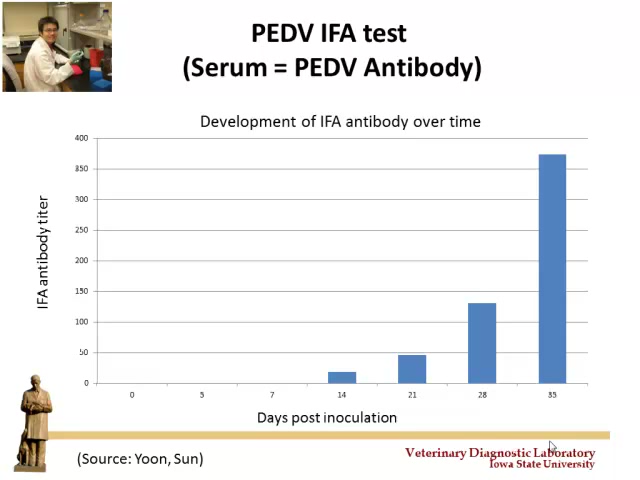 PEDV IFA test
(Serum = PEDV Antibody)
Development of IFA antibody over time
400
350
300
250
200
150
100
50
0
IFA antibody titer
0 5 7 14 21 28 35
Days post inoculation
(Source: Yoon, Sun)
Veterinary Diagnostic Laboratory
Iowa State University